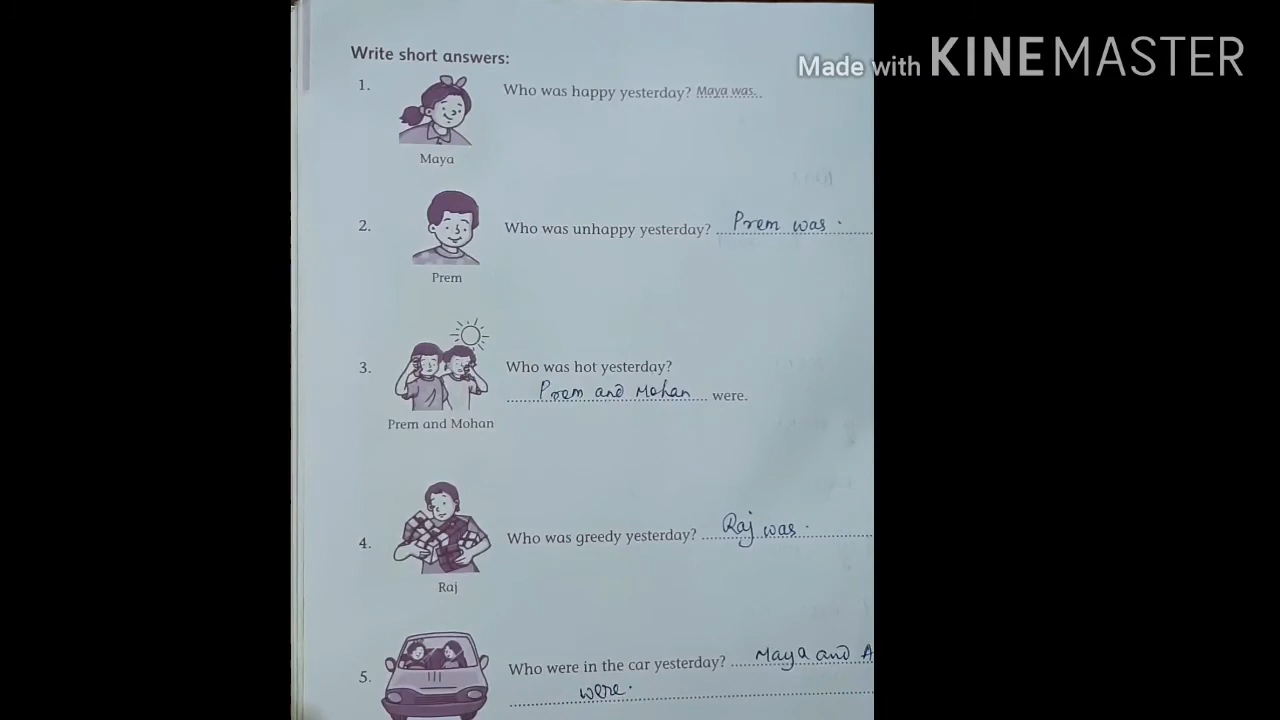 Made with KINEMASTER
Write short answers:
1.
Who was happy yesterday? Maya was..
Maya
2.
Who was unhappy yesterday? Prem was.
Prem
3.
Who was hot yesterday?
Prem and Mohan were.
Prem and Mohan
4.
Who was greedy yesterday? Raj was.
Raj
5.
Who were in the car yesterday? Maya and A
were.